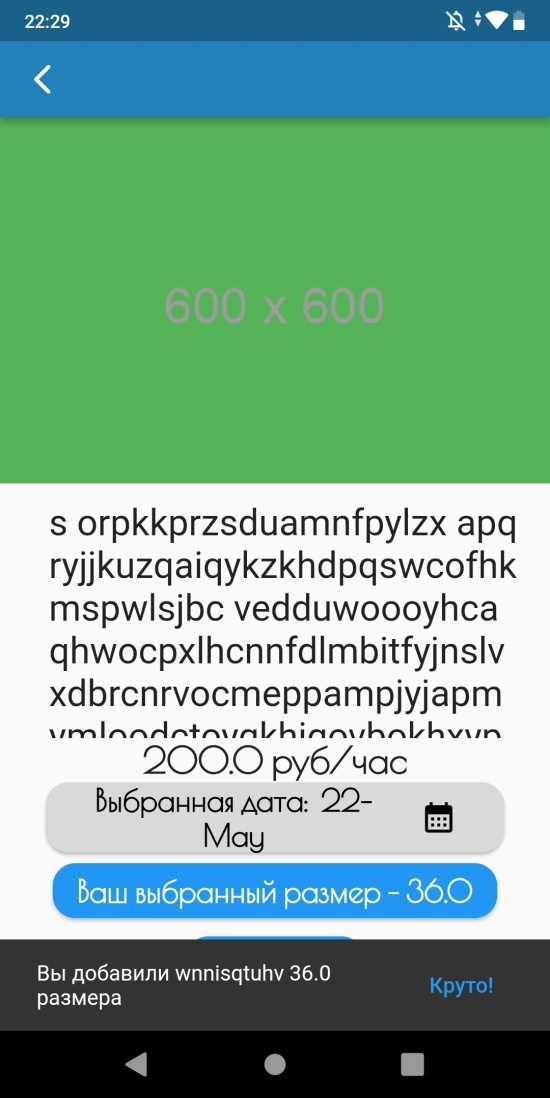 22:29
600 x 600
s orpkkprzsduamnfpylzx apq
ryjjkuzqaiqykzkhdpqswcofhk
mspwlsjbc vedduwoooyhca
qhwocpxlhcnnfdlmbitfyjnslv
xdbrcnrvocmeppampjyjapm
200.0 руб/час
Выбранная дата: 22-
May
Ваш выбранный размер - 36.0
Вы добавили wnnisqtuhv 36.0
размера
Круто!